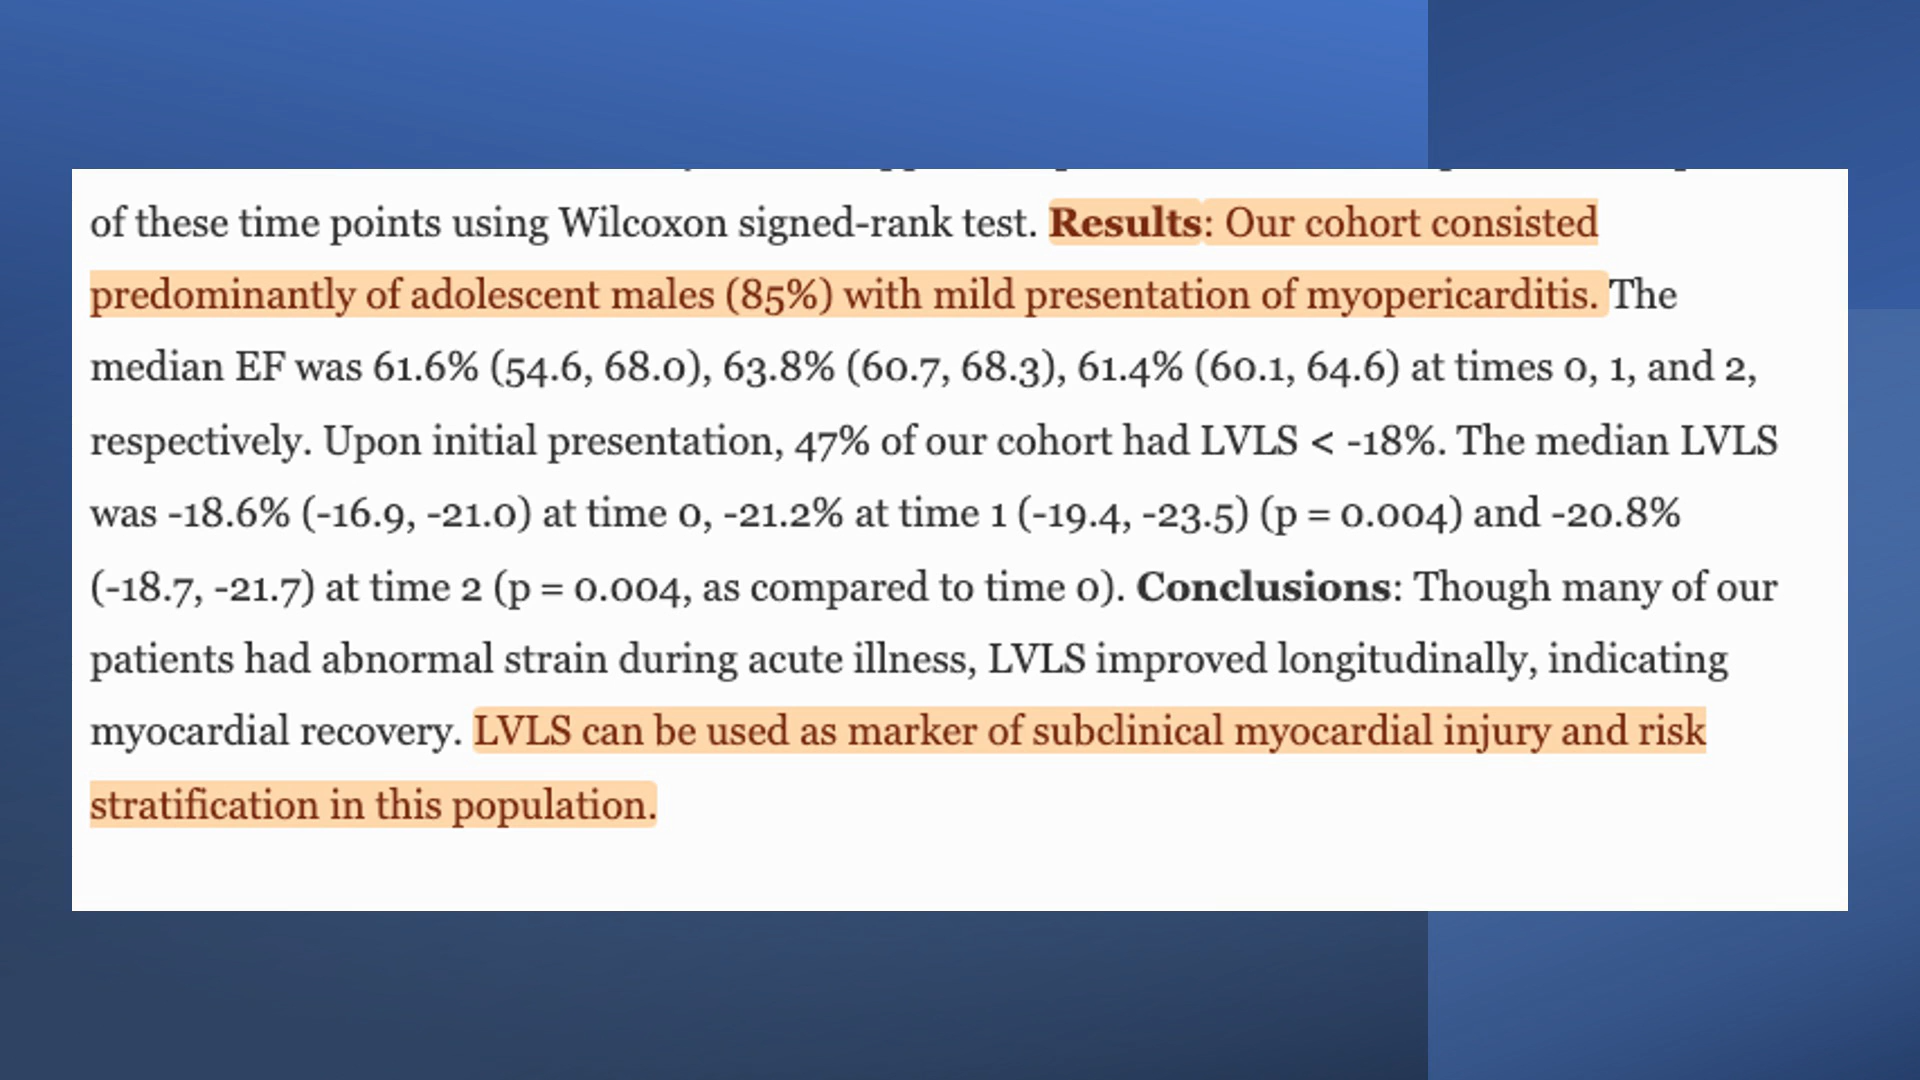 of these time points using Wilcoxon signed-rank test. Results: Our cohort consisted
predominantly of adolescent males (85%) with mild presentation of myopericarditis. The
median EF was 61.6% (54.6, 68.0), 63.8% (60.7, 68.3), 61.4% (60.1, 64.6) at times 0, 1, and 2,
respectively. Upon initial presentation, 47% of our cohort had LVLS < -18%. The median LVLS
was -18.6% (-16.9, -21.0) at time 0, -21.2% at time 1 (-19.4, -23.5) (p = 0.004) and -20.8%
(-18.7, -21.7) at time 2 (p = 0.004, as compared to time 0). Conclusions: Though many of our
patients had abnormal strain during acute illness, LVLS improved longitudinally, indicating
myocardial recovery. LVLS can be used as marker of subclinical myocardial injury and risk
stratification in this population.